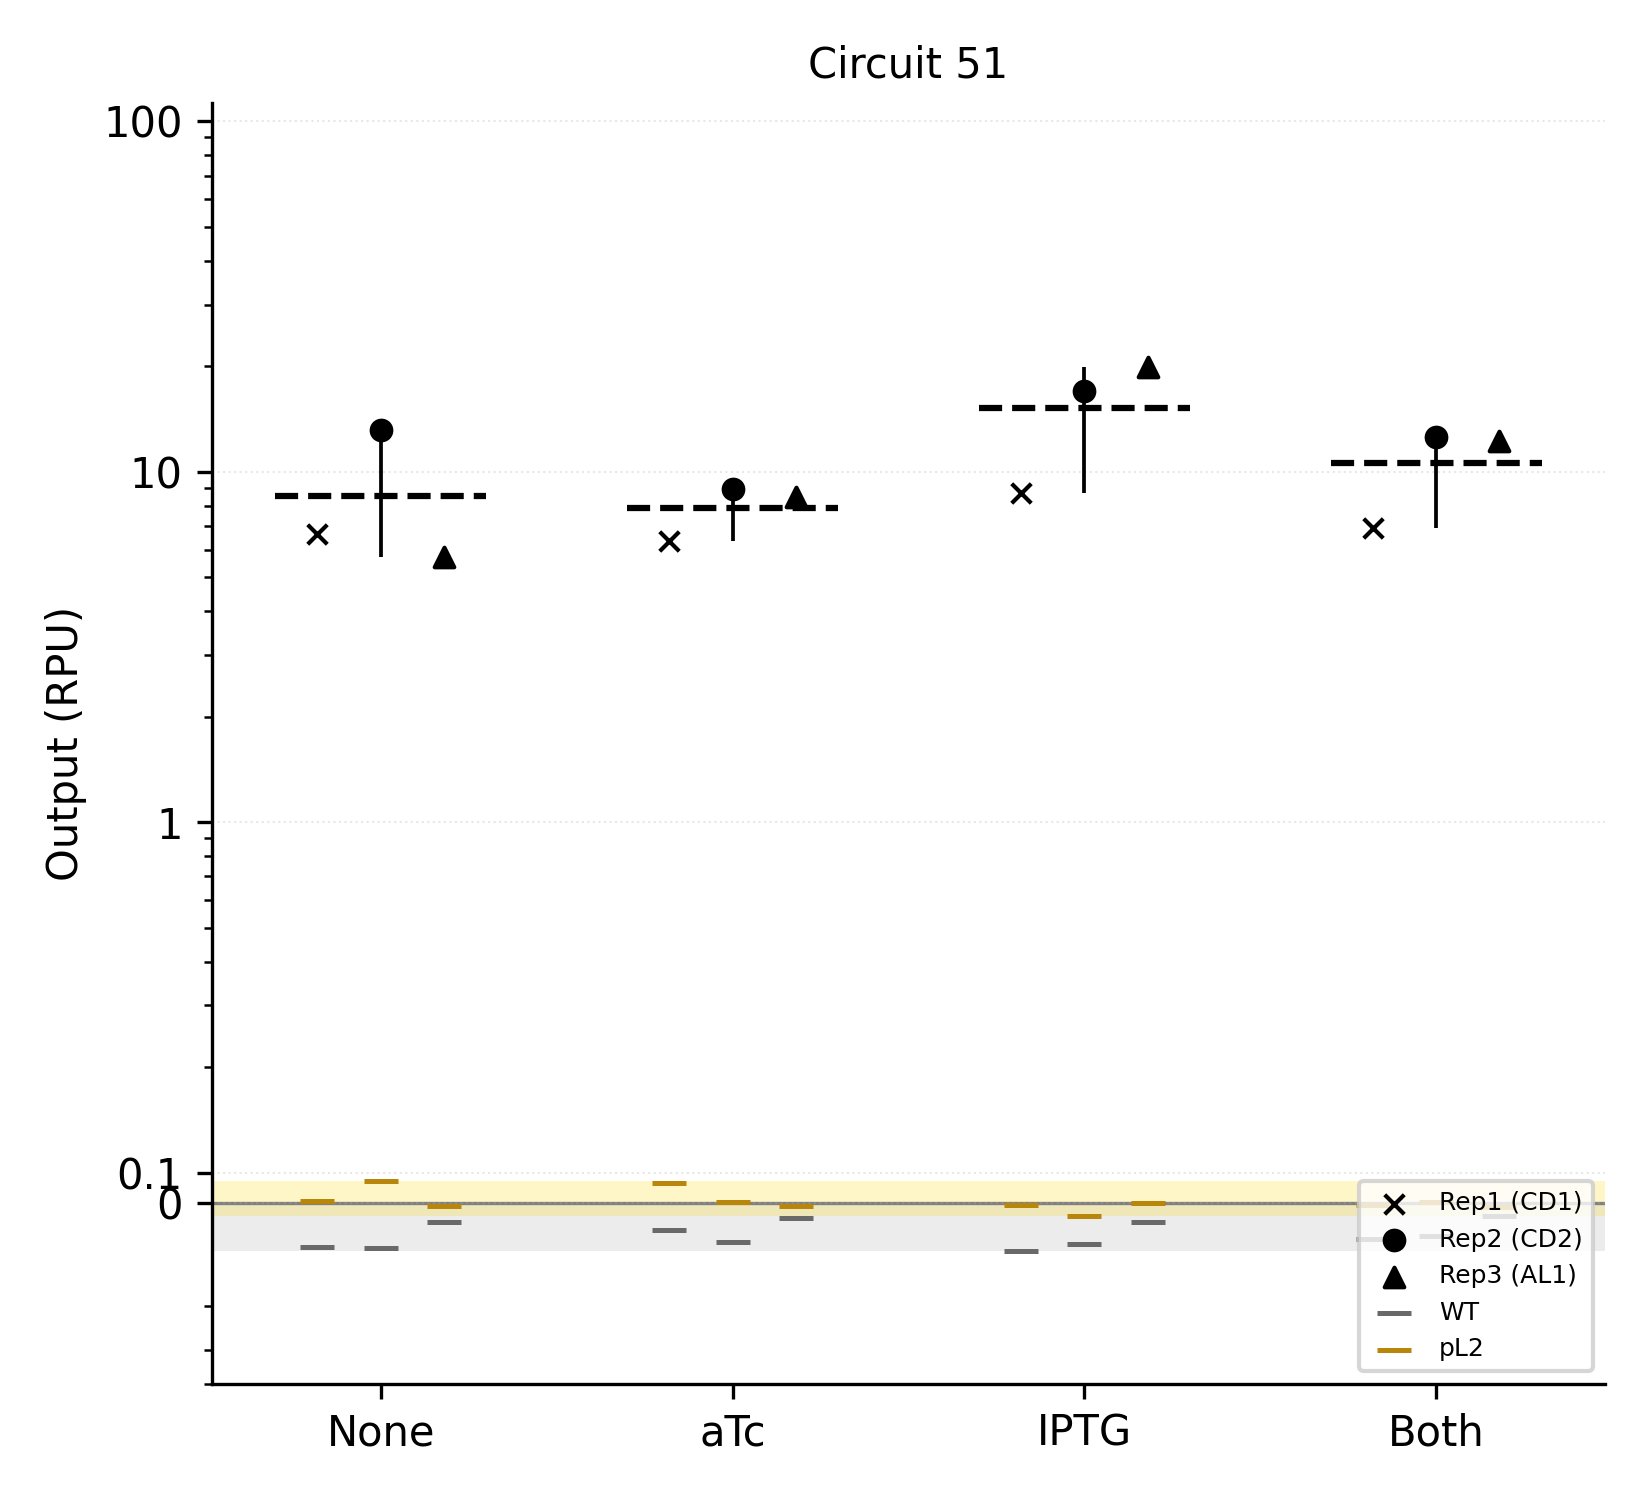 Circuit 51
100
10
1
0.1
0
Output (RPU)
None
aTc
IPTG
Both
Rep1 (CD1)
Rep2 (CD2)
Rep3 (AL1)
WT
pL2